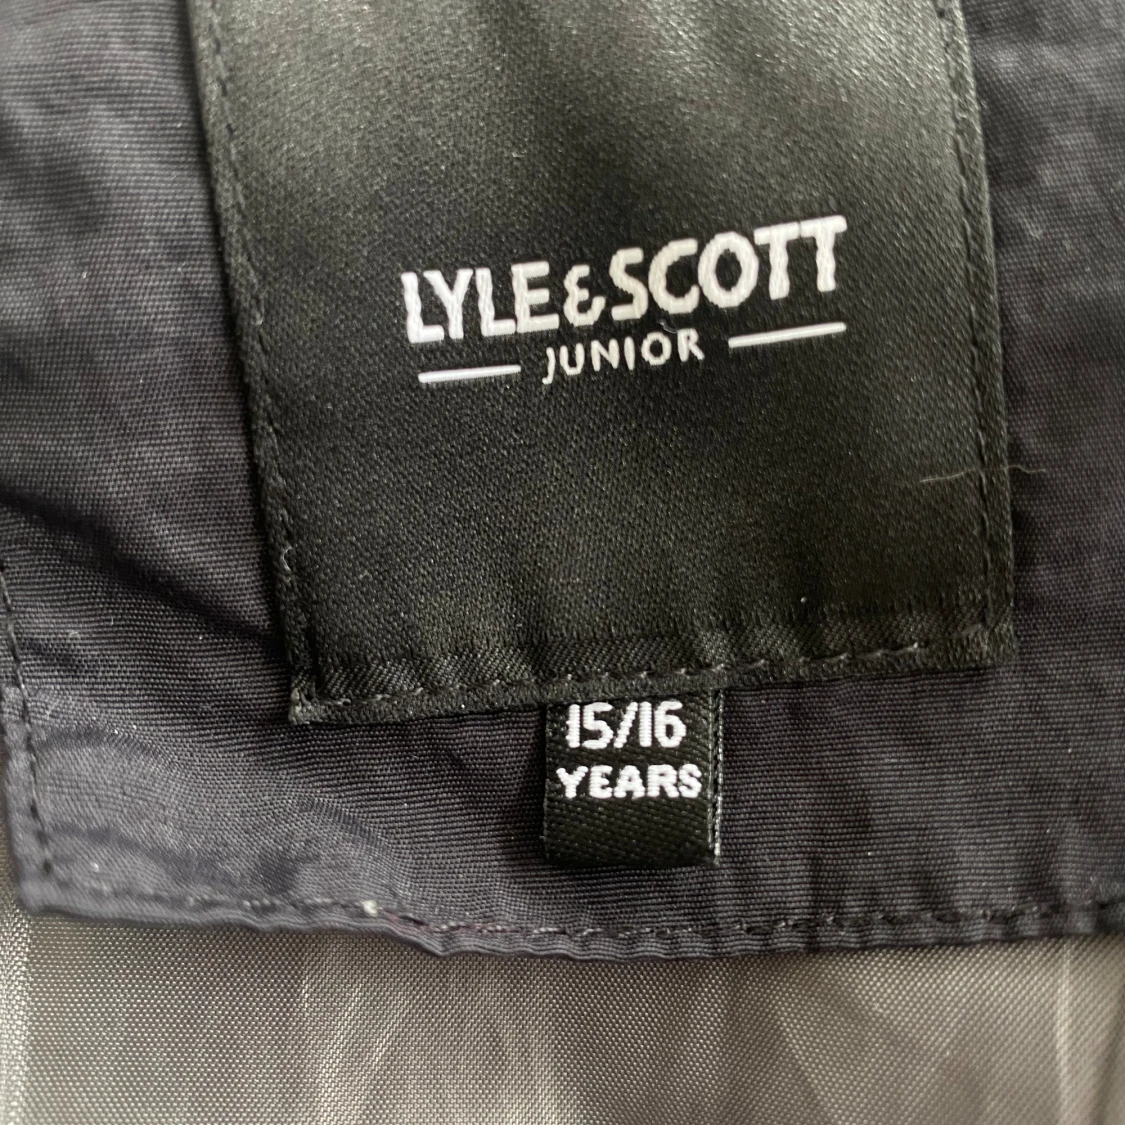 LYLE&SCOTT
JUNIOR
15/16
YEARS